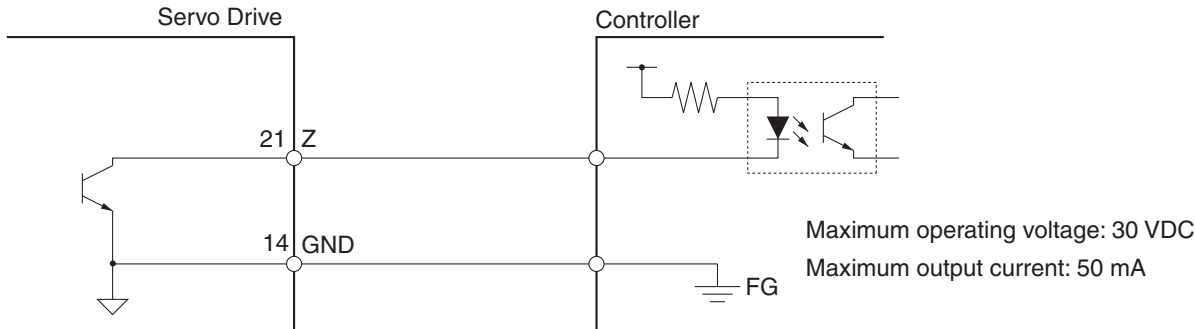 Servo Drive
Controller
21 Z
14 GND
FG
Maximum operating voltage: 30 VDC
Maximum output current: 50 mA